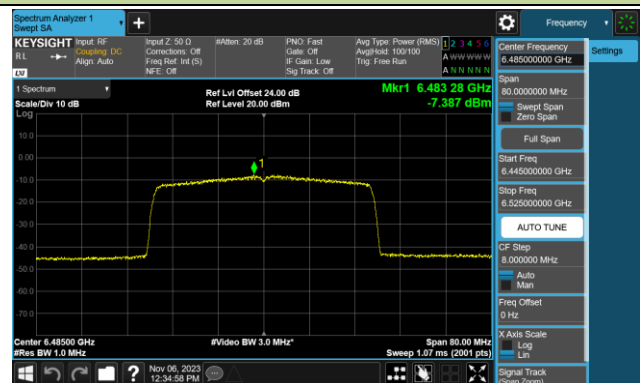 Spectrum Analyzer 1
Swept SA
Frequency
KEYSIGHT
RL
LXI
Input: RF
Coupling: DC
Align: Auto
Input Z: 50 Ω
Corrections: Off
Freq Ref: Int (S)
NFE: Off
#Atten: 20 dB
PNO: Fast
Gate: Off
IF Gain: Low
Sig Track: Off
Avg Type: Power (RMS)
Avg|Hold: 100/100
Trig: Free Run
1 2 3 4 5 6
A W W W W W
A N N N N N
1 Spectrum
Scale/Div 10 dB
Log
Ref Lvl Offset 24.00 dB
Ref Level 20.00 dBm
Mkr1 6.483 28 GHz
-7.387 dBm
10.0
0.00
-10.0
-20.0
-30.0
-40.0
-50.0
-60.0
-70.0
1
Center 6.48500 GHz
#Res BW 1.0 MHz
#Video BW 3.0 MHz*
Span 80.00 MHz
Sweep 1.07 ms (2001 pts)
Nov 06, 2023
12:34:58 PM
?
Center Frequency
6.485000000 GHz
Settings
Span
80.0000000 MHz
Swept Span
Zero Span
Full Span
Start Freq
6.445000000 GHz
Stop Freq
6.525000000 GHz
AUTO TUNE
CF Step
8.000000 MHz
Auto
Man
Freq Offset
0 Hz
X Axis Scale
Log
Lin
Signal Track
(Span Zoom)